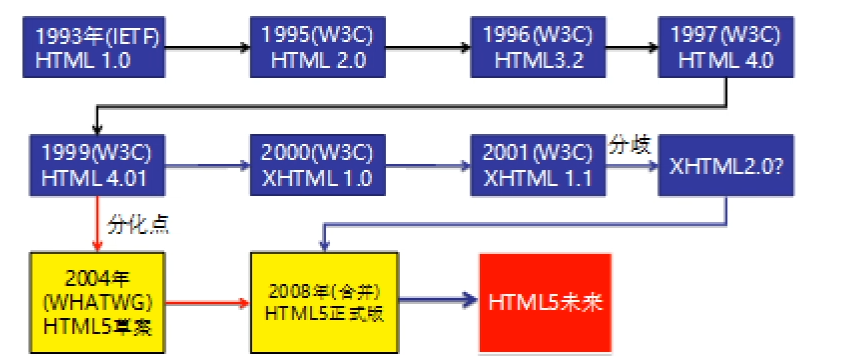 1993年(IETF)
HTML 1.0
1995(W3C)
HTML 2.0
1996(W3C)
HTML3.2
1997(W3C)
HTML 4.0
1999(W3C)
HTML 4.01
2000(W3C)
XHTML 1.0
2001(W3C)
XHTML 1.1
分歧
XHTML2.0?
分化点
2004年
(WHATWG)
HTML5草案
2008年(合并)
HTML5正式版
HTML5未来